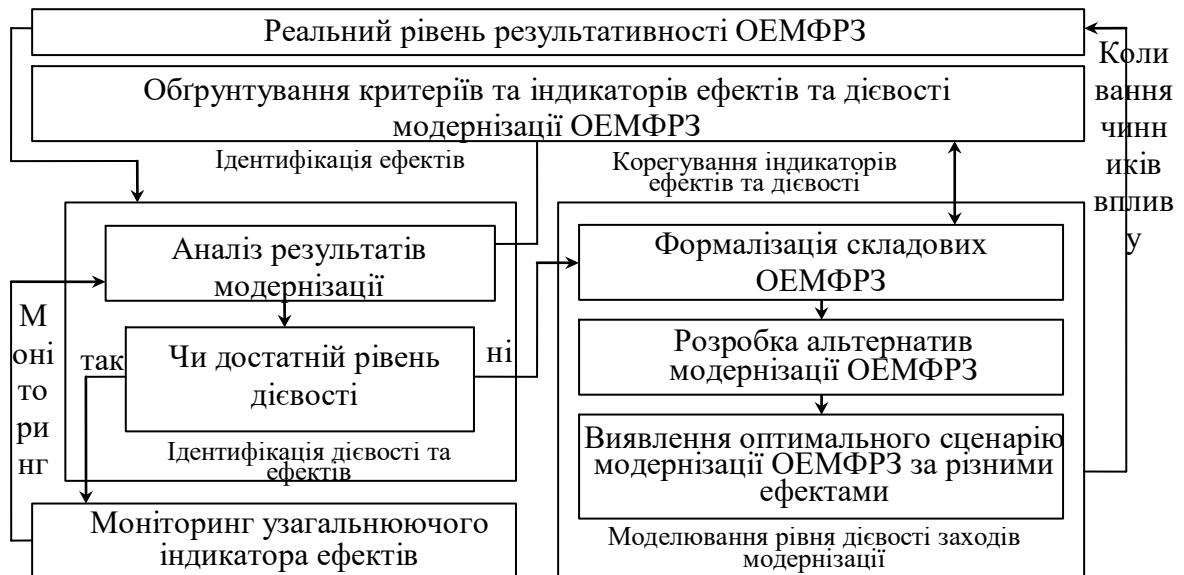 Реальний рівень результативності ОЕМФРЗ
Обґрунтування критеріїв та індикаторів ефектів та дієвості
модернізації ОЕМФРЗ
Коли
вання
чинн
иків
вплив
у
Ідентифікація ефектів
Корегування індикаторів
ефектів та дієвості
Аналіз результатів
модернізації
Формалізація складових
ОЕМФРЗ
М
оні
то
ри
нг
так
Чи достатній рівень
дієвості
ні
Розробка альтернатив
модернізації ОЕМФРЗ
Ідентифікація дієвості та
ефектів
Виявлення оптимального сценарію
модернізації ОЕМФРЗ за різними
ефектами
Моніторинг узагальнюючого
індикатора ефектів
Моделювання рівня дієвості заходів
модернізації